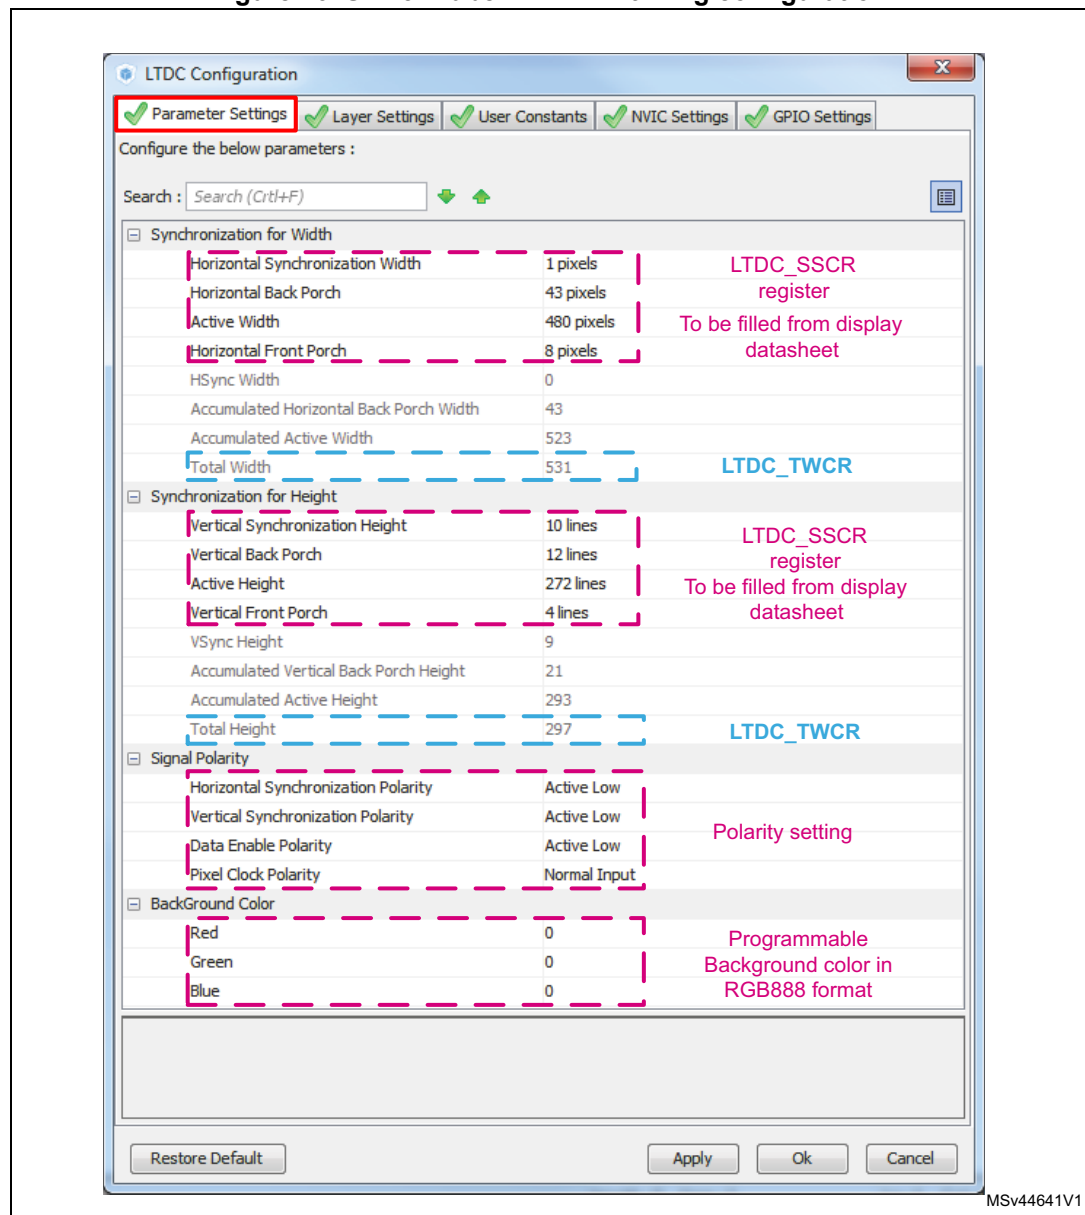 LTDC Configuration
Parameter Settings Layer Settings User Constants NVIC Settings GPIO Settings
Configure the below parameters :
Search : Search (Crtl+F)
Synchronization for Width
Horizontal Synchronization Width 1 pixels LTDC_SSCR
Horizontal Back Porch 43 pixels register
Active Width 480 pixels To be filled from display
Horizontal Front Porch 8 pixels datasheet
HSync Width 0
Accumulated Horizontal Back Porch Width 43
Accumulated Active Width 523
Total Width 531 LTDC_TWCR
Synchronization for Height
Vertical Synchronization Height 10 lines LTDC_SSCR
Vertical Back Porch 12 lines register
Active Height 272 lines To be filled from display
Vertical Front Porch 4 lines datasheet
VSync Height 9
Accumulated Vertical Back Porch Height 21
Accumulated Active Height 293
Total Height 297 LTDC_TWCR
Signal Polarity
Horizontal Synchronization Polarity Active Low
Vertical Synchronization Polarity Active Low
Polarity setting
Data Enable Polarity Active Low
Pixel Clock Polarity Normal Input
BackGround Color
Red 0 Programmable
Green 0 Background color in
Blue 0 RGB888 format
Restore Default Apply Ok Cancel
MSv44641V1